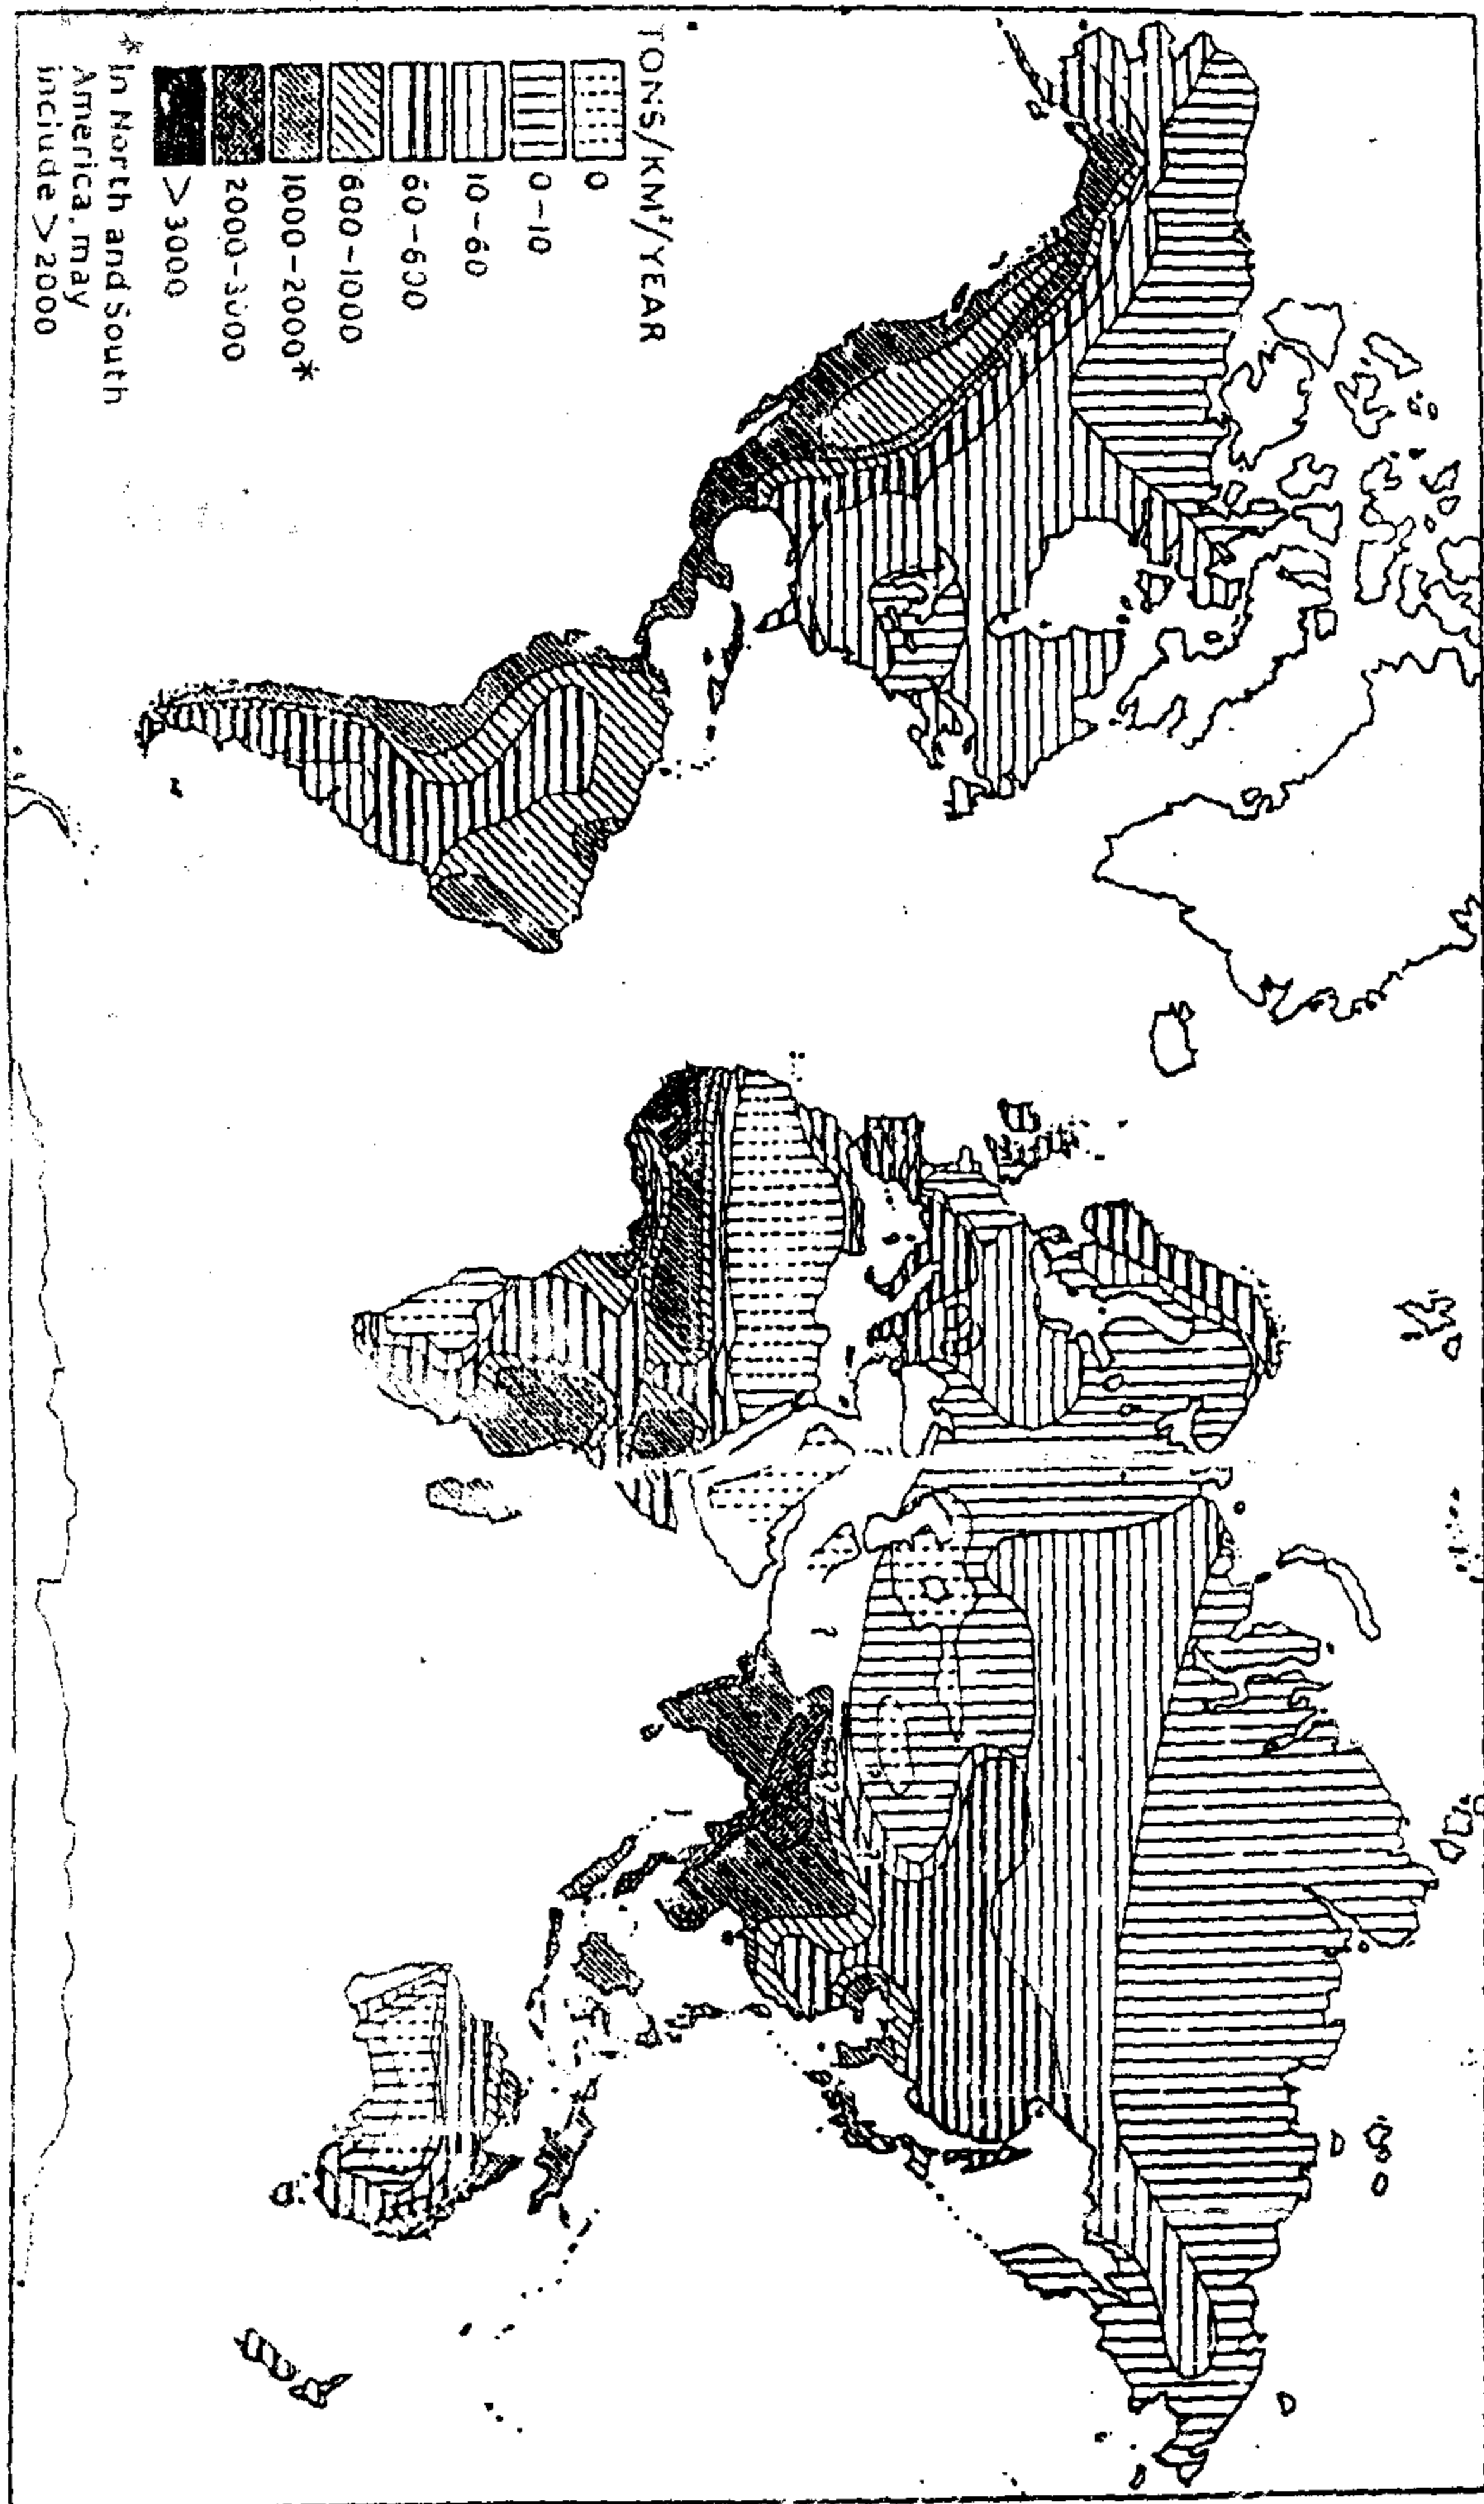 TONS/KM²/YEAR
0
0-10
10-60
60-600
600-1000
1000-2000*
2000-3000
>3000
*In North and South
America, may
include >2000
?